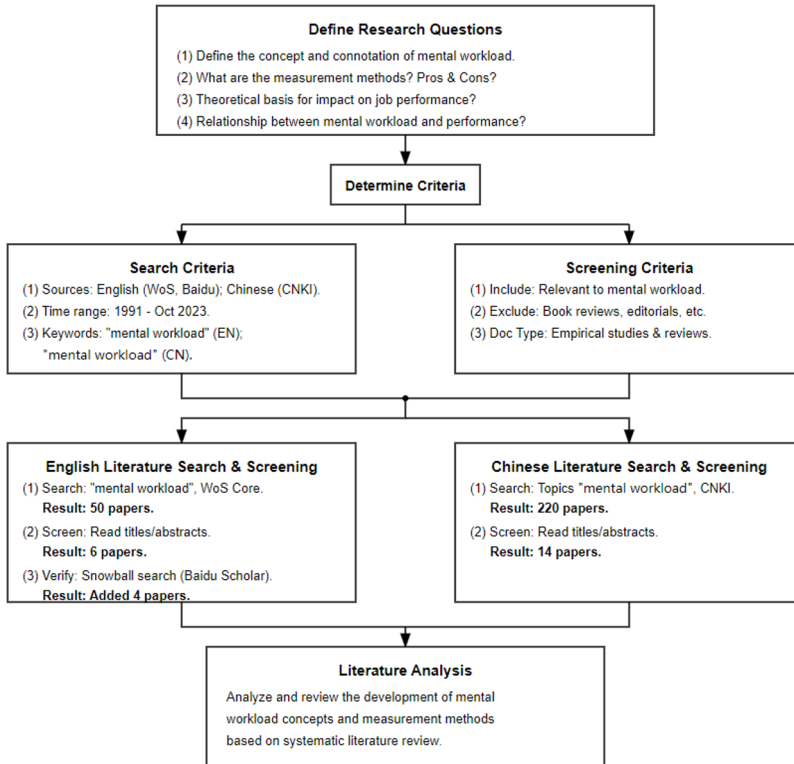 Define Research Questions
(1) Define the concept and connotation of mental workload.
(2) What are the measurement methods? Pros & Cons?
(3) Theoretical basis for impact on job performance?
(4) Relationship between mental workload and performance?
Determine Criteria
Search Criteria
(1) Sources: English (WoS, Baidu); Chinese (CNKI).
(2) Time range: 1991 - Oct 2023.
(3) Keywords: "mental workload" (EN);
"mental workload" (CN).
Screening Criteria
(1) Include: Relevant to mental workload.
(2) Exclude: Book reviews, editorials, etc.
(3) Doc Type: Empirical studies & reviews.
English Literature Search & Screening
(1) Search: "mental workload", WoS Core.
Result: 50 papers.
(2) Screen: Read titles/abstracts.
Result: 6 papers.
(3) Verify: Snowball search (Baidu Scholar).
Result: Added 4 papers.
Chinese Literature Search & Screening
(1) Search: Topics "mental workload", CNKI.
Result: 220 papers.
(2) Screen: Read titles/abstracts.
Result: 14 papers.
Literature Analysis
Analyze and review the development of mental
workload concepts and measurement methods
based on systematic literature review.